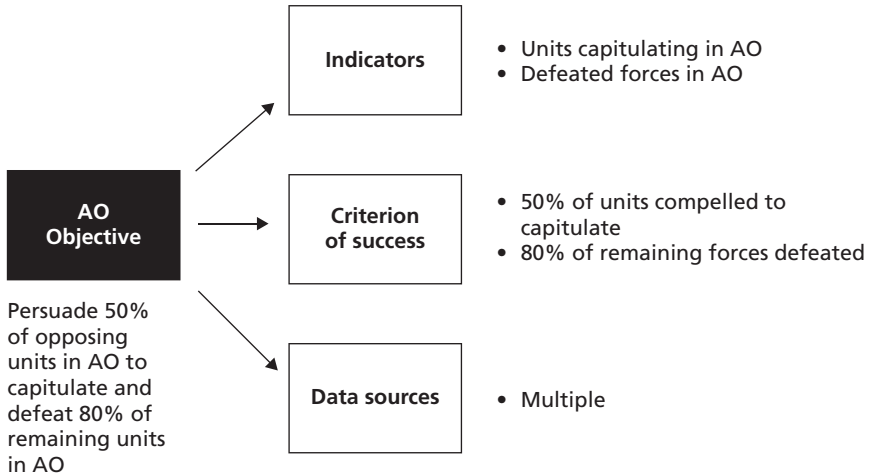 AO
Objective
Persuade 50%
of opposing
units in AO to
capitulate and
defeat 80% of
remaining units
in AO
Indicators
• Units capitulating in AO
• Defeated forces in AO
Criterion
of success
• 50% of units compelled to
capitulate
• 80% of remaining forces defeated
Data sources
• Multiple